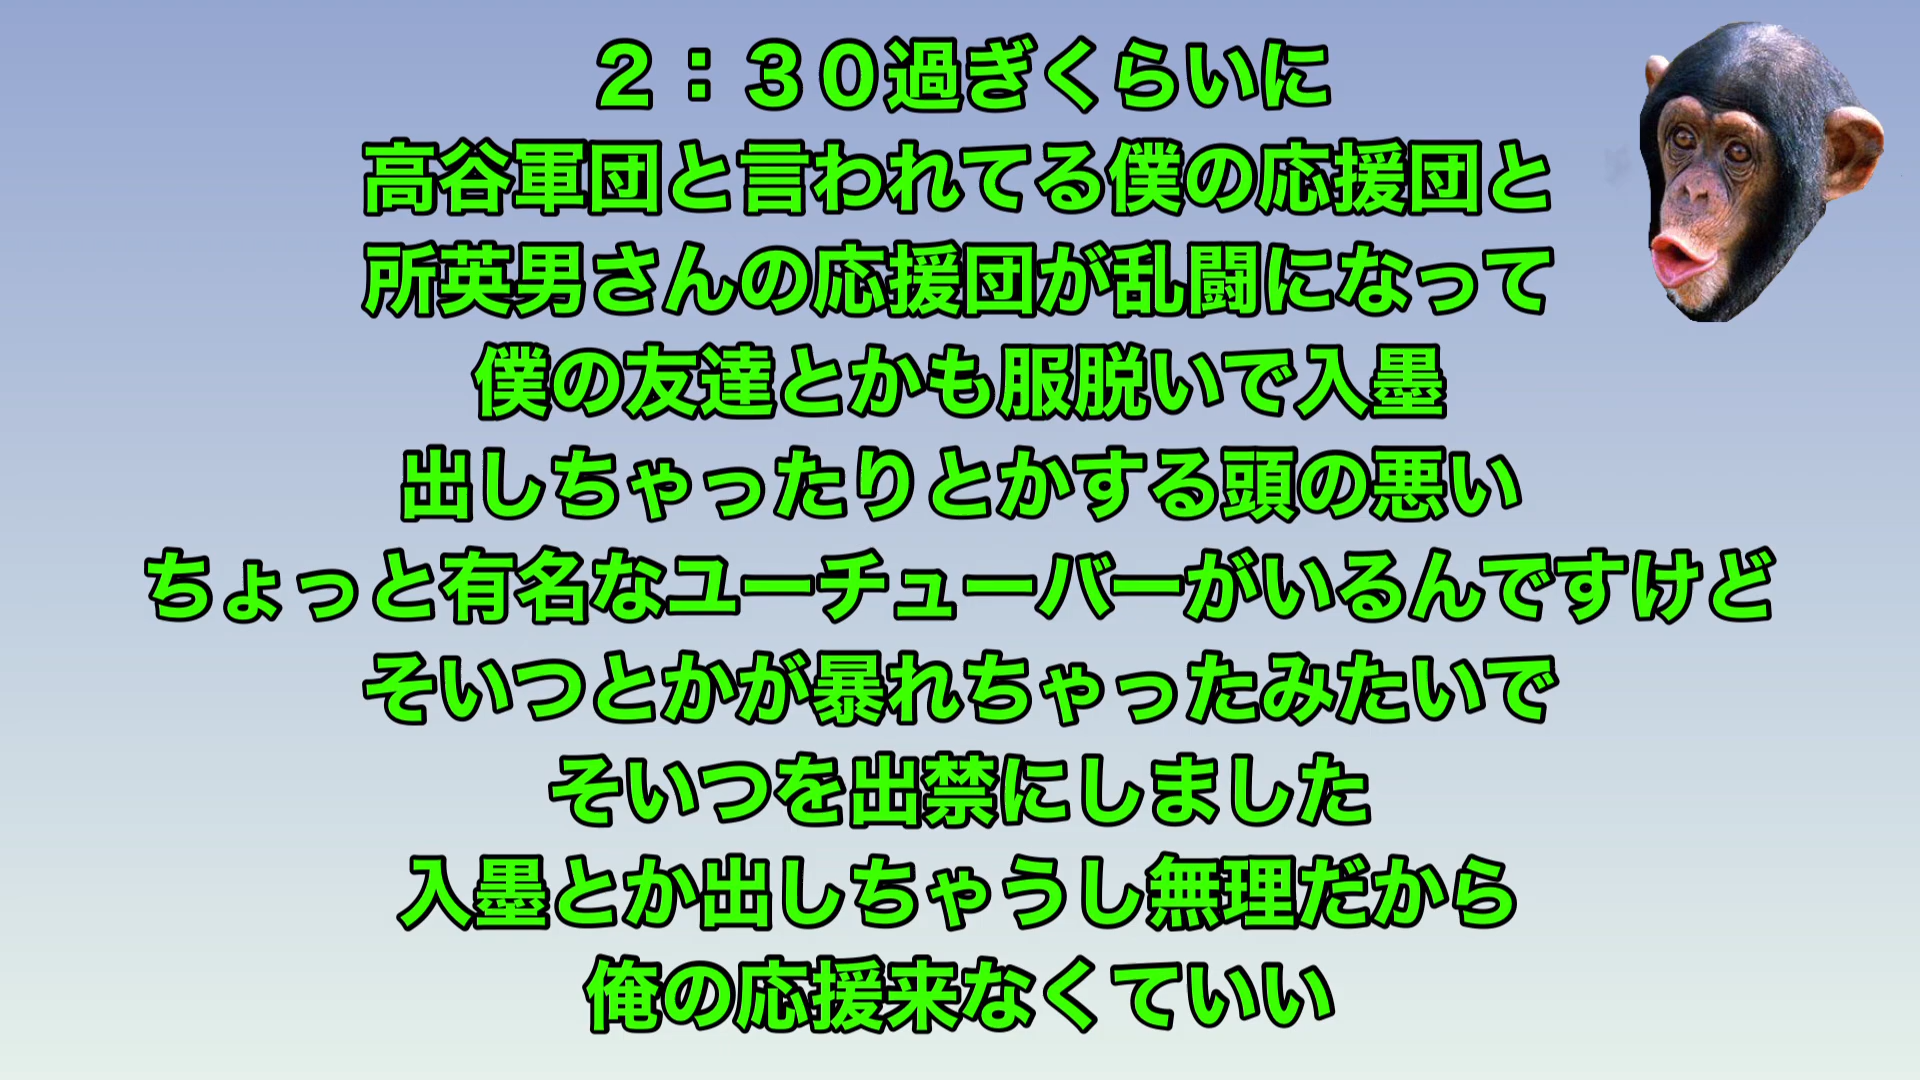 ２：３０過ぎくらいに
高谷軍団と言われてる僕の応援団と
所英男さんの応援団が乱闘になって
僕の友達とかも服脱いで入墨
出しちゃったりとかする頭の悪い
ちょっと有名なユーチューバーがいるんですけど
そいつとかが暴れちゃったみたいで
そいつを出禁にしました
入墨とか出しちゃうし無理だから
俺の応援来なくていい